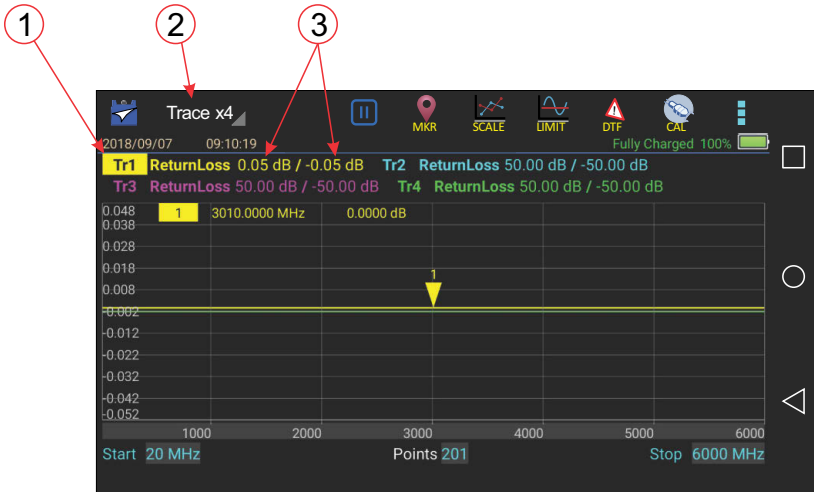 1 2 3
Trace x4
MKR SCALE LIMIT DTF CAL
2018/09/07 09:10:19 Fully Charged 100%
Tr1 ReturnLoss 0.05 dB / -0.05 dB Tr2 ReturnLoss 50.00 dB / -50.00 dB
Tr3 ReturnLoss 50.00 dB / -50.00 dB Tr4 ReturnLoss 50.00 dB / -50.00 dB
0.048 1 3010.0000 MHz 0.0000 dB
0.038
0.028
0.018
1
0.008
-0.002
-0.012
-0.022
-0.032
-0.042
-0.052
1000 2000 3000 4000 5000 6000
Start 20 MHz Points 201 Stop 6000 MHz